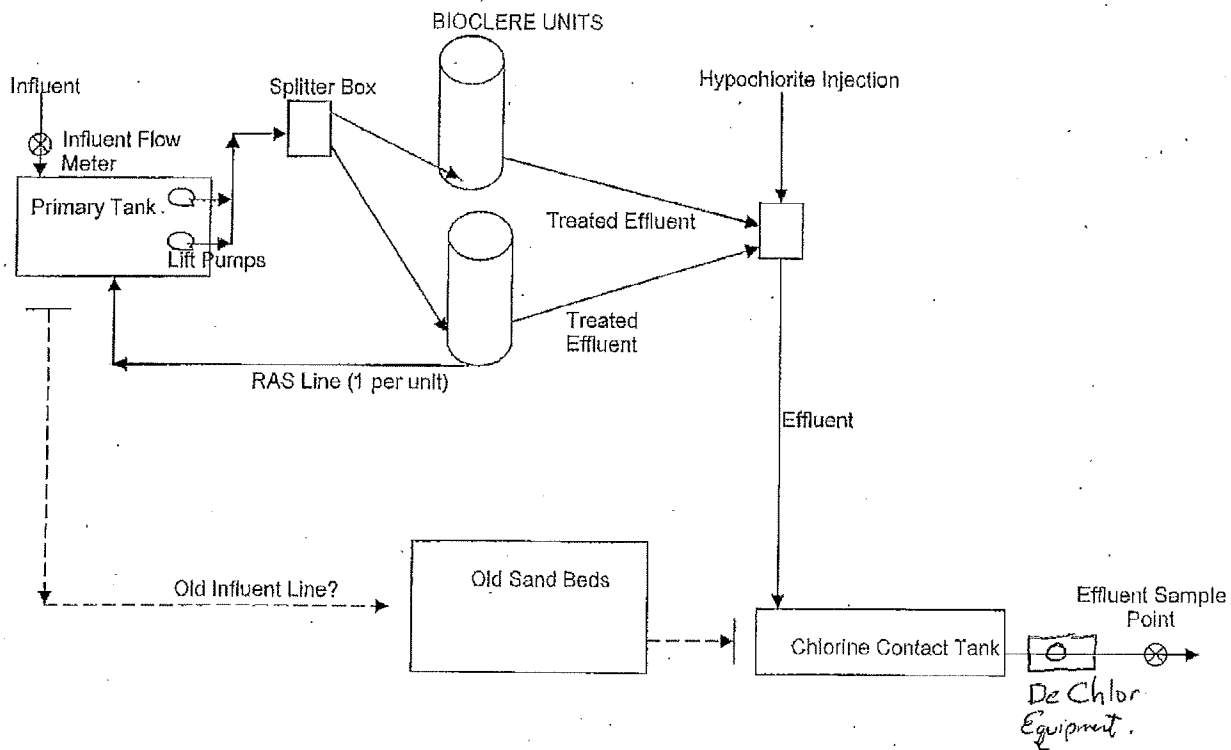 BIOCLERE UNITS
Influent
Splitter Box
Hypochlorite Injection
Influent Flow
Meter
Primary Tank
Lift Pumps
Treated Effluent
Treated
Effluent
RAS Line (1 per unit)
Effluent
Old Influent Line?
Old Sand Beds
Effluent Sample
Point
Chlorine Contact Tank
De Chlor
Equipment.